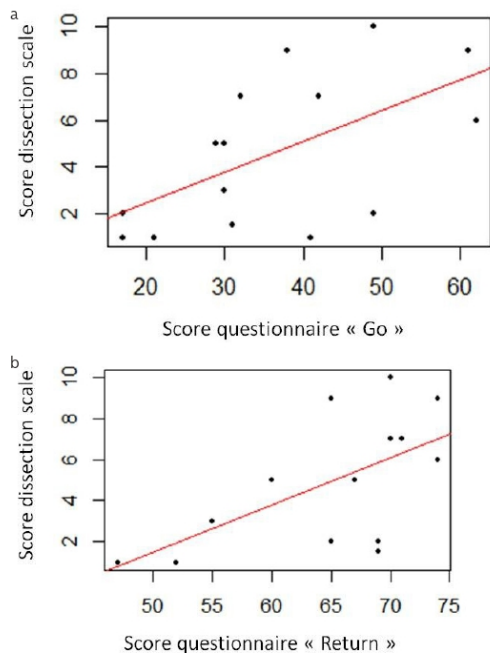 a
Score dissection scale
10
8
6
4
2
20 30 40 50 60
Score questionnaire « Go »
b
Score dissection scale
10
8
6
4
2
50 55 60 65 70 75
Score questionnaire « Return »